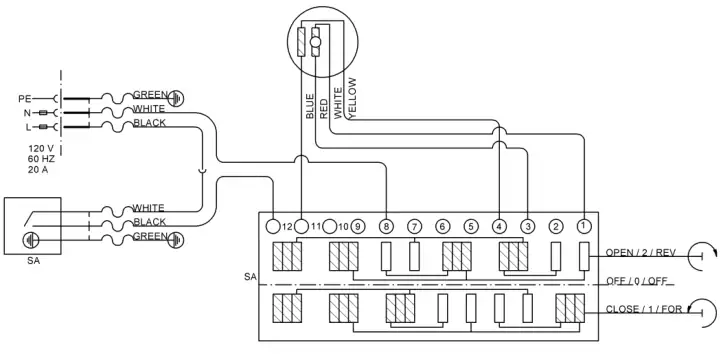 PE
GREEN
N
WHITE
L
BLACK
120 V
60 HZ
20 A
BLUE
RED
WHITE
YELLOW
WHITE
BLACK
GREEN
SA
12 11 10 9 8 7 6 5 4 3 2 1
OPEN / 2 / REV
SA
OFF / 0 / OFF
CLOSE / 1 / FOR